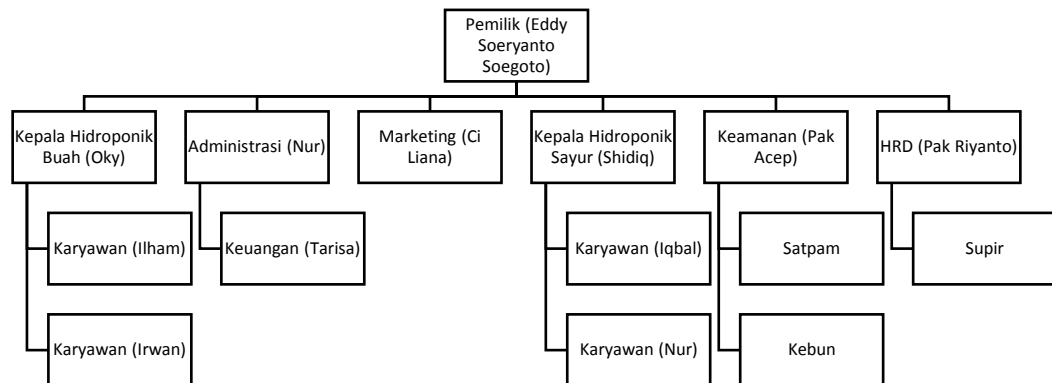 Pemilik (Eddy
Soeryanto
Soegoto)
Kepala Hidroponik
Buah (Oky)
Administrasi (Nur)
Marketing (Ci
Liana)
Kepala Hidroponik
Sayur (Shidiq)
Keamanan (Pak
Acep)
HRD (Pak Riyanto)
Karyawan (Ilham)
Keuangan (Tarisa)
Karyawan (Iqbal)
Satpam
Supir
Karyawan (Irwan)
Karyawan (Nur)
Kebun